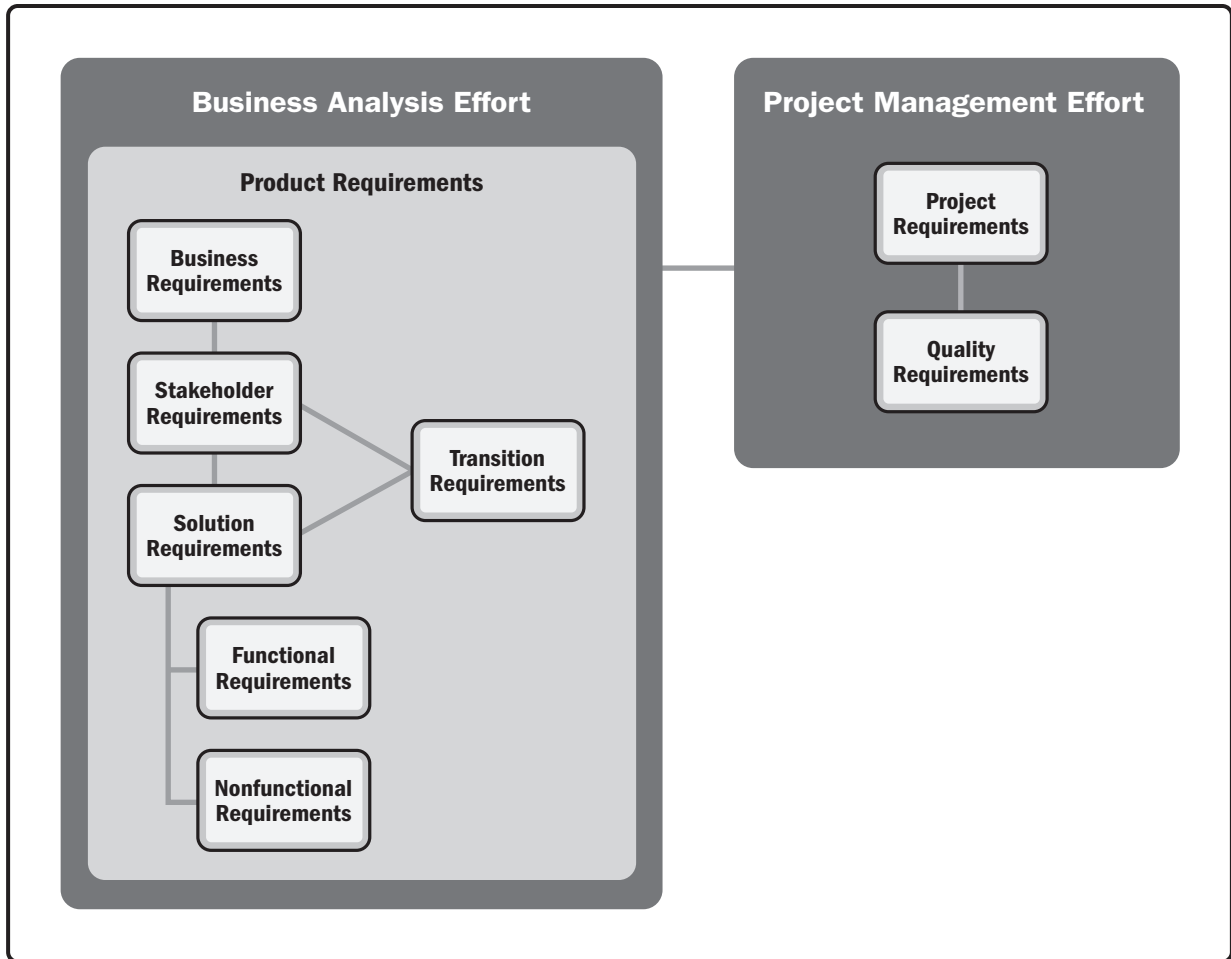 Business Analysis Effort
Product Requirements
Business
Requirements
Stakeholder
Requirements
Transition
Requirements
Solution
Requirements
Functional
Requirements
Nonfunctional
Requirements
Project Management Effort
Project
Requirements
Quality
Requirements